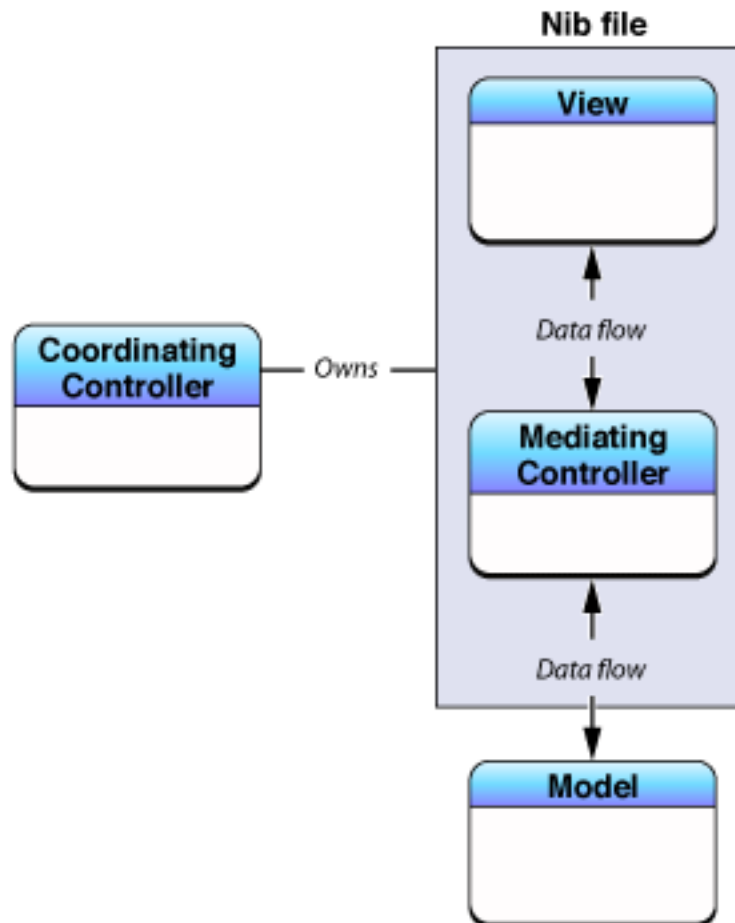 Nib file
View
Data flow
Coordinating
Controller
Owns
Mediating
Controller
Data flow
Model